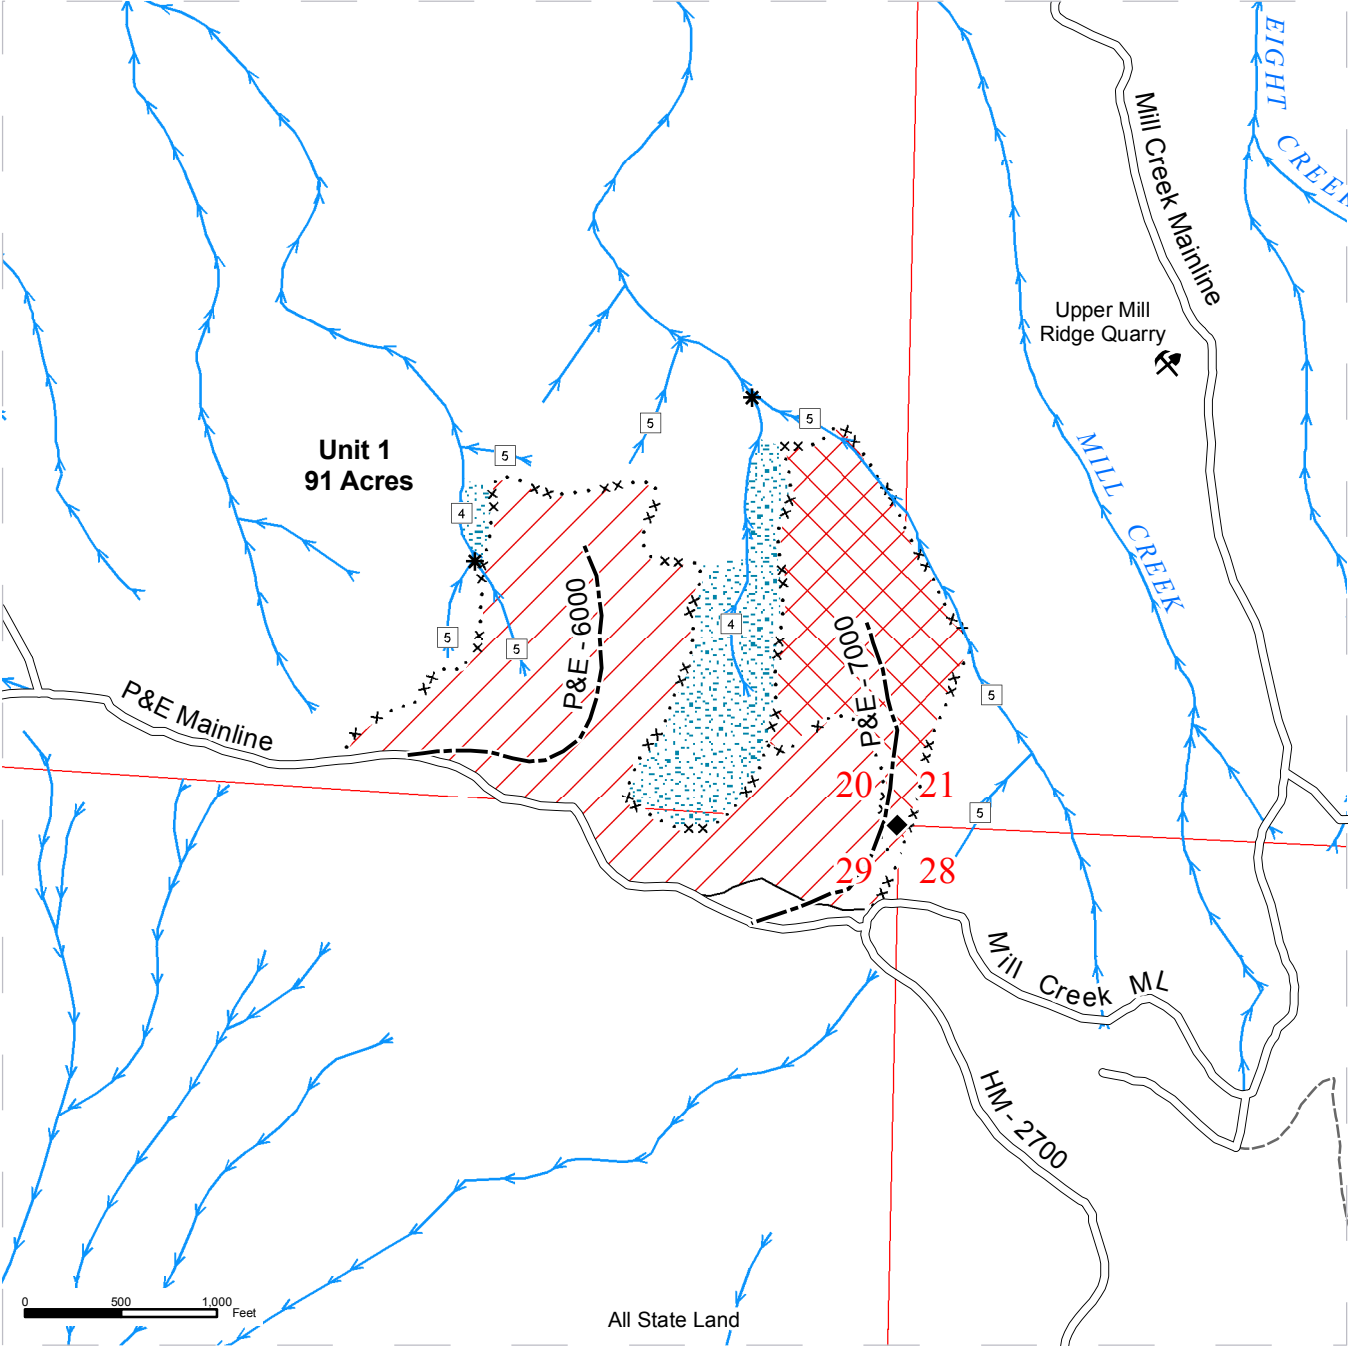 EIGHT
CREEK
Mill Creek Mainline
Upper Mill
Ridge Quarry
5
5
Unit 1
91 Acres
5
4
MILL CREEK
P&E - 6000
4
5
5
P&E - 7000
5
P&E Mainline
20
21
5
29
28
Mill Creek ML
HM - 2700
0 500 1,000
Feet
All State Land